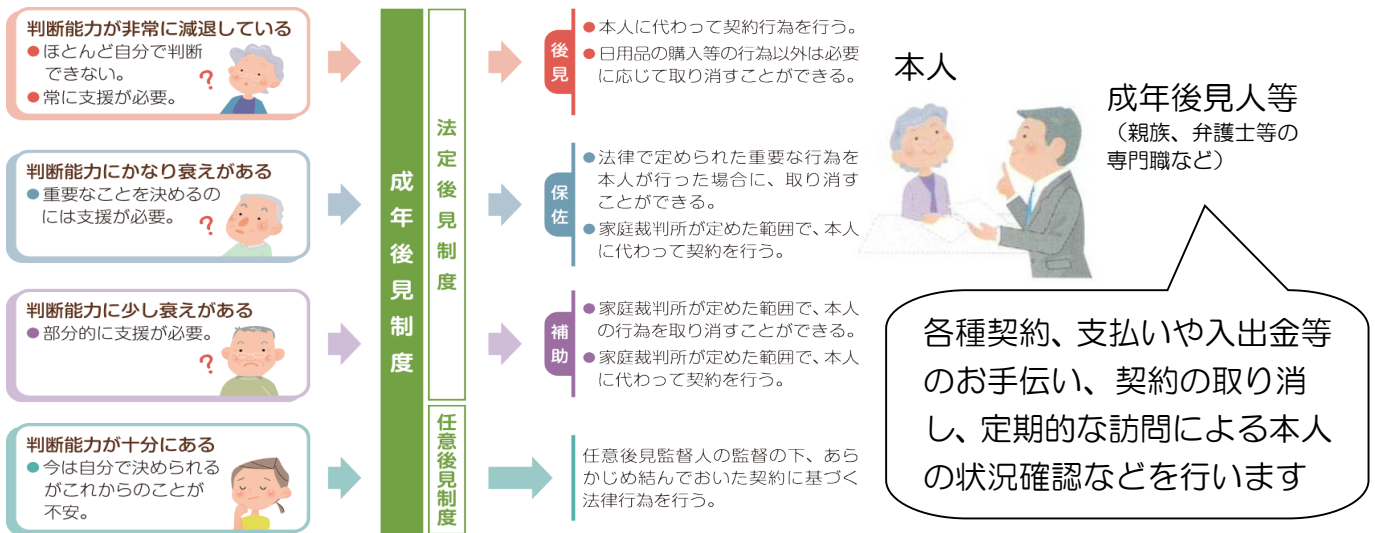 判断能力が非常に減退している
●ほとんど自分で判断
できない。
●常に支援が必要。
?
判断能力にかなり衰えがある
●重要なことを決めるの
には支援が必要。
?
判断能力に少し衰えがある
●部分的に支援が必要。
?
判断能力が十分にある
●今は自分で決められる
がこれからのことが
不安。
成年後見制度
法定後見制度
任意後見制度
後見
●本人に代わって契約行為を行う。
●日用品の購入等の行為以外は必要
に応じて取り消すことができる。
保佐
●法律で定められた重要な行為を
本人が行った場合に、取り消す
ことができる。
●家庭裁判所が定めた範囲で、本人
に代わって契約を行う。
補助
●家庭裁判所が定めた範囲で、本人
の行為を取り消すことができる。
●家庭裁判所が定めた範囲で、本人
に代わって契約を行う。
任意後見監督人の監督の下、あら
かじめ結んでおいた契約に基づく
法律行為を行う。
本人
成年後見人等
（親族、弁護士等の
専門職など）
各種契約、支払いや入出金等
のお手伝い、契約の取り消
し、定期的な訪問による本人
の状況確認などを行います